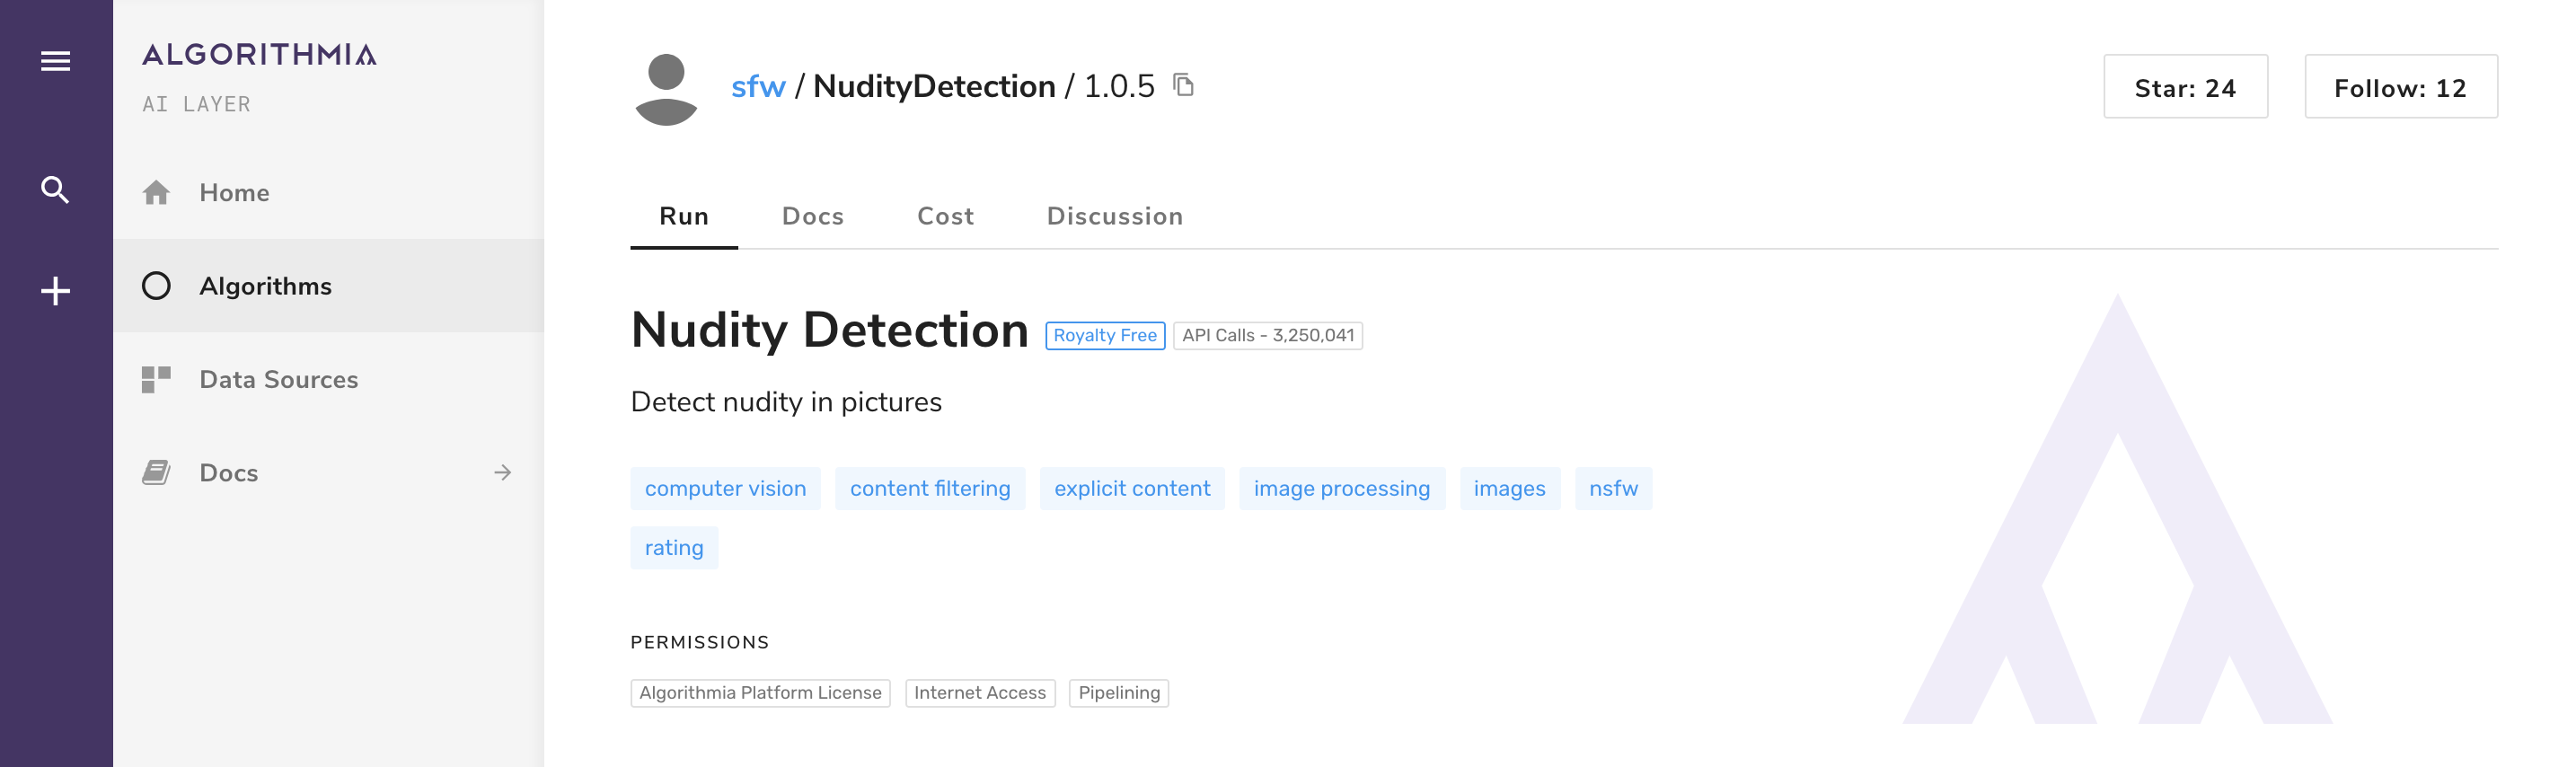 ALGORITHMIA
AI LAYER
Home
Algorithms
Data Sources
Docs
sfw / NudityDetection / 1.0.5
Star: 24
Follow: 12
Run
Docs
Cost
Discussion
Nudity Detection
Royalty Free
API Calls - 3,250,041
Detect nudity in pictures
computer vision
content filtering
explicit content
image processing
images
nsfw
rating
PERMISSIONS
Algorithmia Platform License
Internet Access
Pipelining